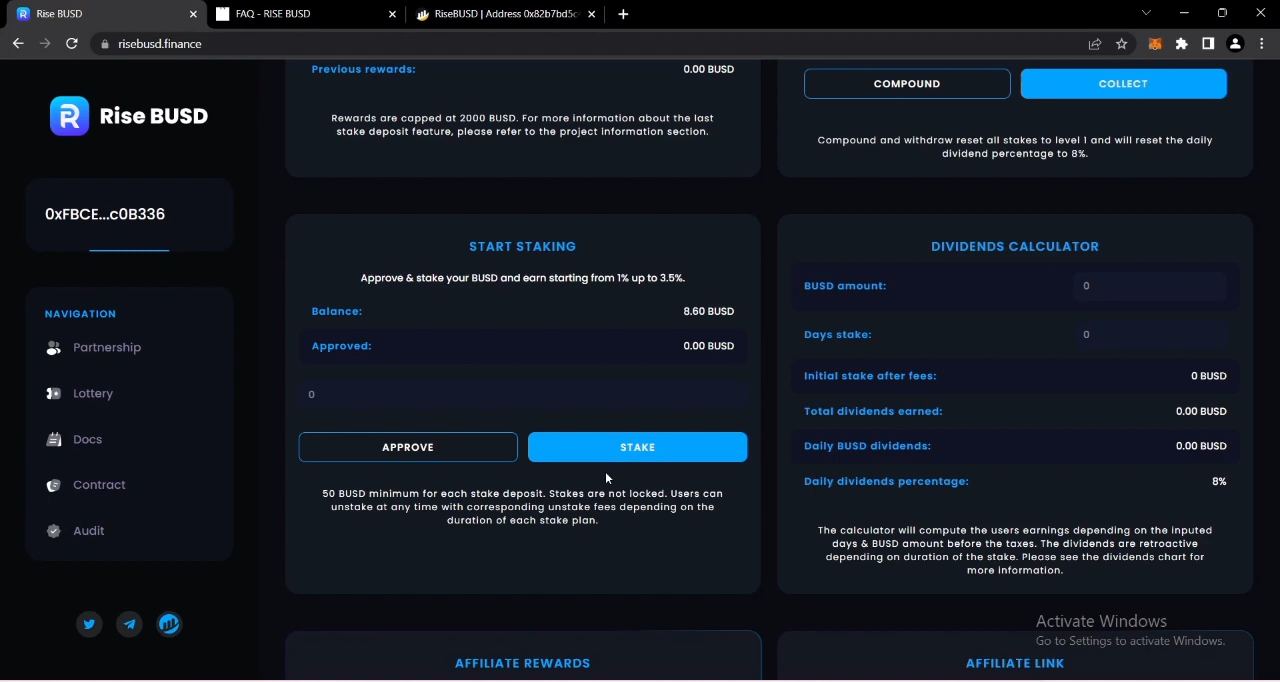 Rise BUSD
FAQ - RISE BUSD
RiseBUSD | Address 0x82b7bd5c
risebusd.finance
Rise BUSD
0xFBCE...c0B336
NAVIGATION
Partnership
Lottery
Docs
Contract
Audit
Previous rewards:
0.00 BUSD
Rewards are capped at 2000 BUSD. For more information about the last
stake deposit feature, please refer to the project information section.
COMPOUND
COLLECT
Compound and withdraw reset all stakes to level 1 and will reset the daily
dividend percentage to 8%.
START STAKING
Approve & stake your BUSD and earn starting from 1% up to 3.5%.
Balance:
8.60 BUSD
Approved:
0.00 BUSD
0
APPROVE
STAKE
50 BUSD minimum for each stake deposit. Stakes are not locked. Users can
unstake at any time with corresponding unstake fees depending on the
duration of each stake plan.
DIVIDENDS CALCULATOR
BUSD amount:
0
Days stake:
0
Initial stake after fees:
0 BUSD
Total dividends earned:
0.00 BUSD
Daily BUSD dividends:
0.00 BUSD
Daily dividends percentage:
8%
The calculator will compute the users earnings depending on the inputed
days & BUSD amount before the taxes. The dividends are retroactive
depending on duration of the stake. Please see the dividends chart for
more information.
AFFILIATE REWARDS
AFFILIATE LINK
Activate Windows
Go to Settings to activate Windows.